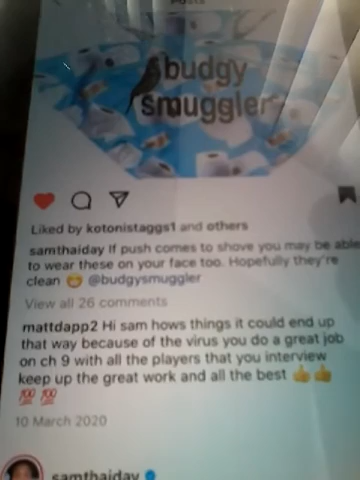 Posts
budgy
smuggler
Liked by kotonistaggs1 and others
samthaiday If push comes to shove you may be able
to wear these on your face too. Hopefully they're
clean 😁 @budgysmuggler
View all 26 comments
mattdapp2 Hi sam hows things it could end up
that way because of the virus you do a great job
on ch 9 with all the players that you interview
keep up the great work and all the best 👍👍
💯💯
10 March 2020
samthaiday